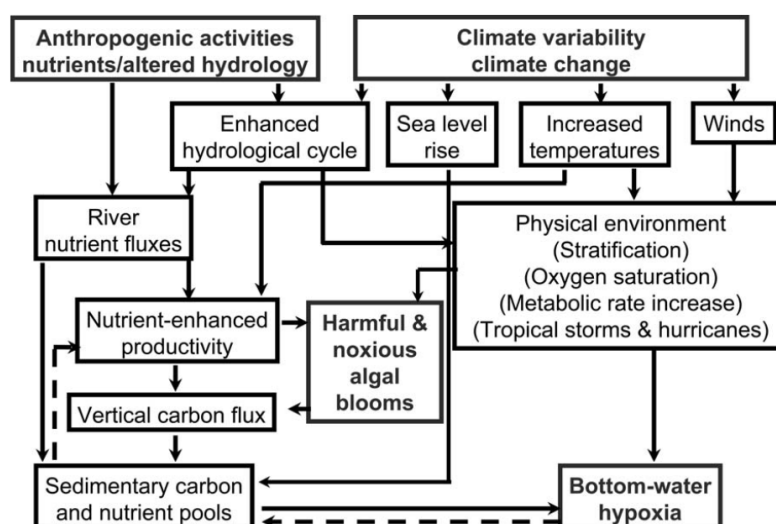 Anthropogenic activities
nutrients/altered hydrology
Climate variability
climate change
Enhanced
hydrological cycle
Sea level
rise
Increased
temperatures
Winds
River
nutrient fluxes
Physical environment
(Stratification)
(Oxygen saturation)
(Metabolic rate increase)
(Tropical storms & hurricanes)
Nutrient-enhanced
productivity
Harmful &
noxious
algal
blooms
Vertical carbon flux
Sedimentary carbon
and nutrient pools
Bottom-water
hypoxia